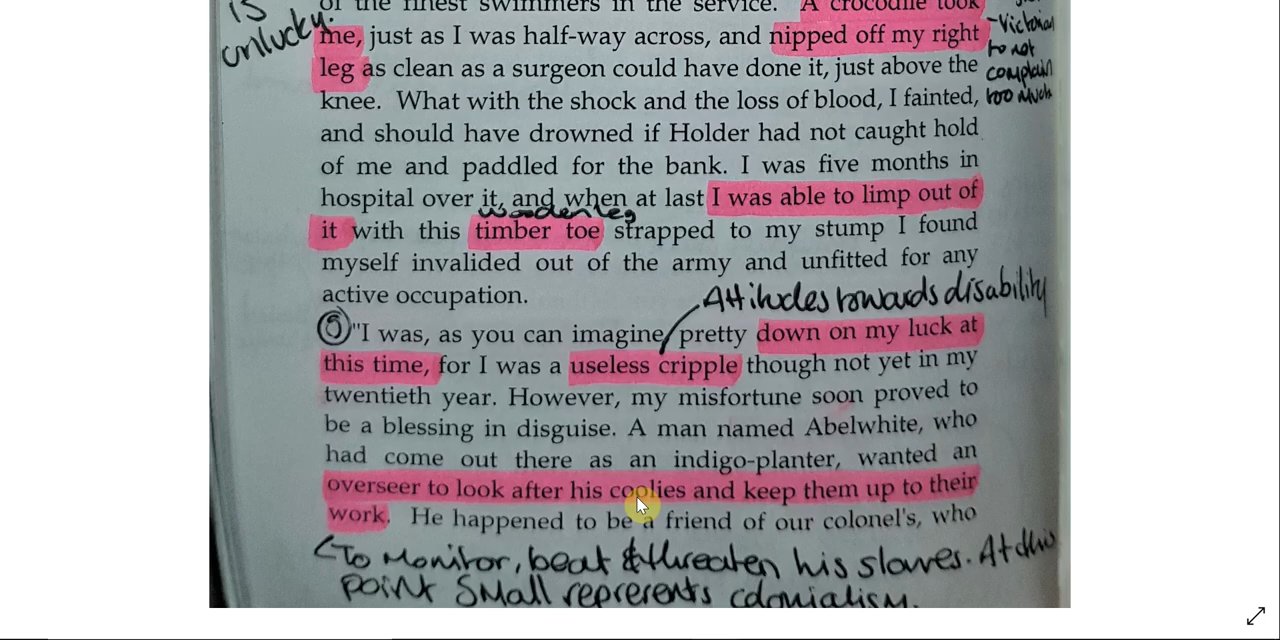 is
of the finest swimmers in the service. A crocodile took
unlucky.
me, just as I was half-way across, and nipped off my right
-Victorian
to not
complain
too much
leg as clean as a surgeon could have done it, just above the
knee. What with the shock and the loss of blood, I fainted,
and should have drowned if Holder had not caught hold
of me and paddled for the bank. I was five months in
hospital over it, and when at last I was able to limp out of
wooden leg
it with this timber toe strapped to my stump I found
myself invalided out of the army and unfitted for any
active occupation.
Attitudes towards disability
5 "I was, as you can imagine, pretty down on my luck at
this time, for I was a useless cripple though not yet in my
twentieth year. However, my misfortune soon proved to
be a blessing in disguise. A man named Abelwhite, who
had come out there as an indigo-planter, wanted an
overseer to look after his coolies and keep them up to their
work. He happened to be a friend of our colonel's, who
To monitor, beat & threaten his slaves. At this
point Small represents colonialism.